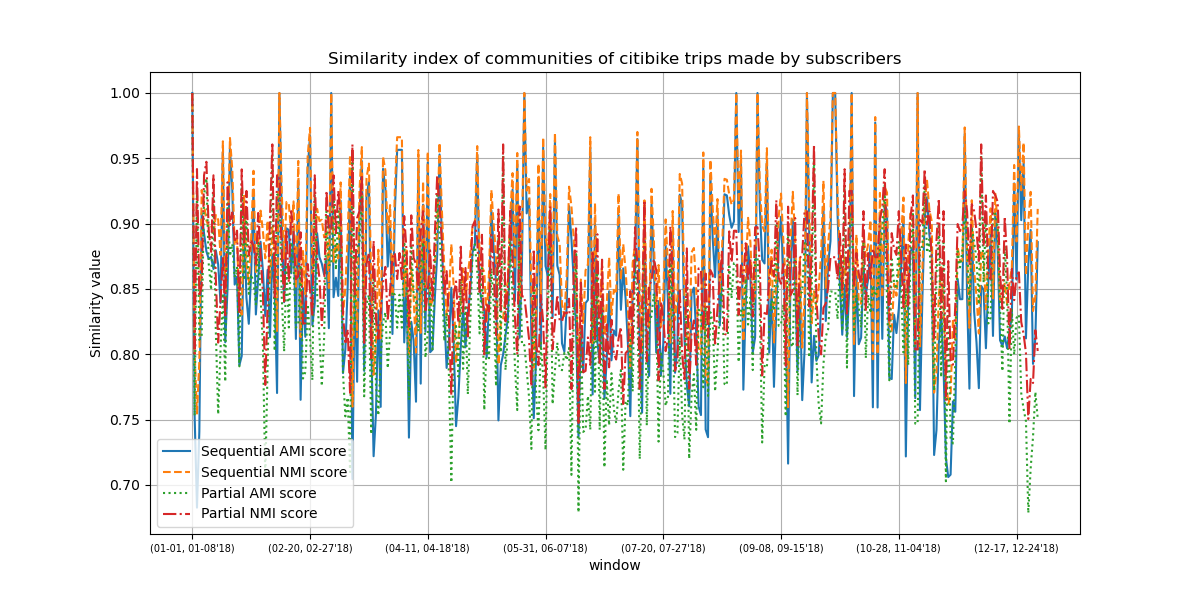 Similarity index of communities of citibike trips made by subscribers
1.00
0.95
0.90
0.85
0.80
0.75
0.70
Similarity value
Sequential AMI score
Sequential NMI score
Partial AMI score
Partial NMI score
(01-01, 01-08'18) (02-20, 02-27'18) (04-11, 04-18'18) (05-31, 06-07'18) (07-20, 07-27'18) (09-08, 09-15'18) (10-28, 11-04'18) (12-17, 12-24'18)
window